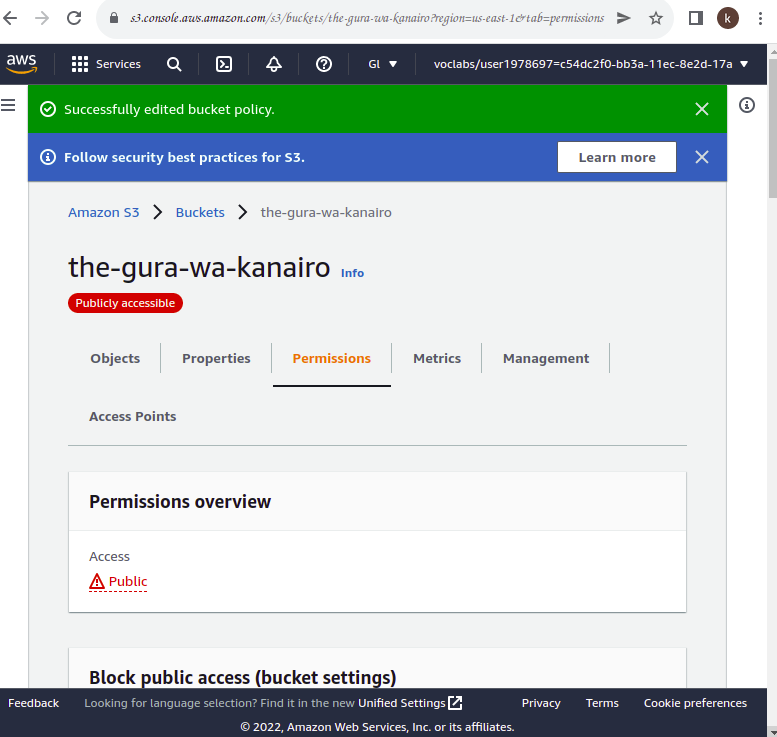 s3.console.aws.amazon.com/s3/buckets/the-gura-wa-kanairo?region=us-east-1&tab=permissions
k
aws
Services
Gl
voclabs/user1978697=c54dc2f0-bb3a-11ec-8e2d-17a
Successfully edited bucket policy.
Follow security best practices for S3.
Learn more
Amazon S3
Buckets
the-gura-wa-kanairo
the-gura-wa-kanairo Info
Publicly accessible
Objects
Properties
Permissions
Metrics
Management
Access Points
Permissions overview
Access
Public
Block public access (bucket settings)
Feedback
Looking for language selection? Find it in the new Unified Settings
Privacy
Terms
Cookie preferences
© 2022, Amazon Web Services, Inc. or its affiliates.